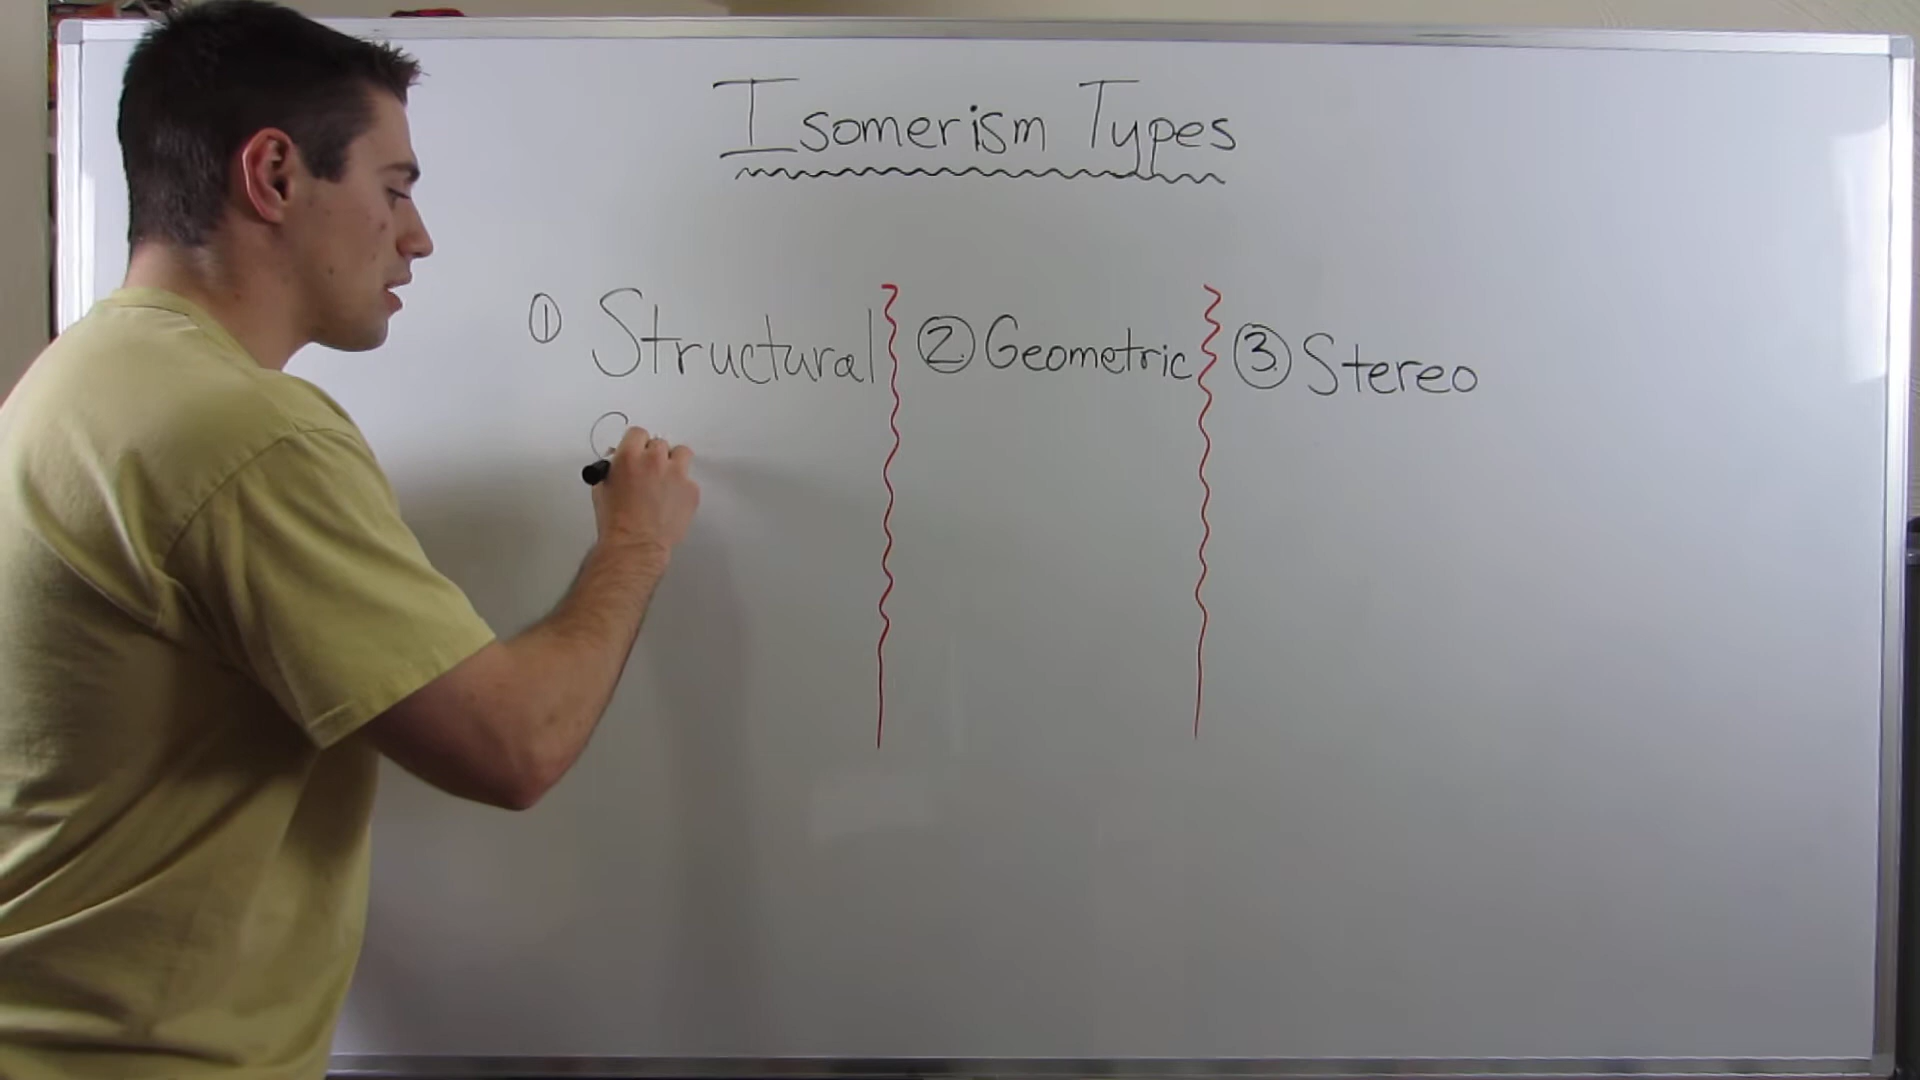 Isomerism Types
① Structural ② Geometric ③ Stereo
C